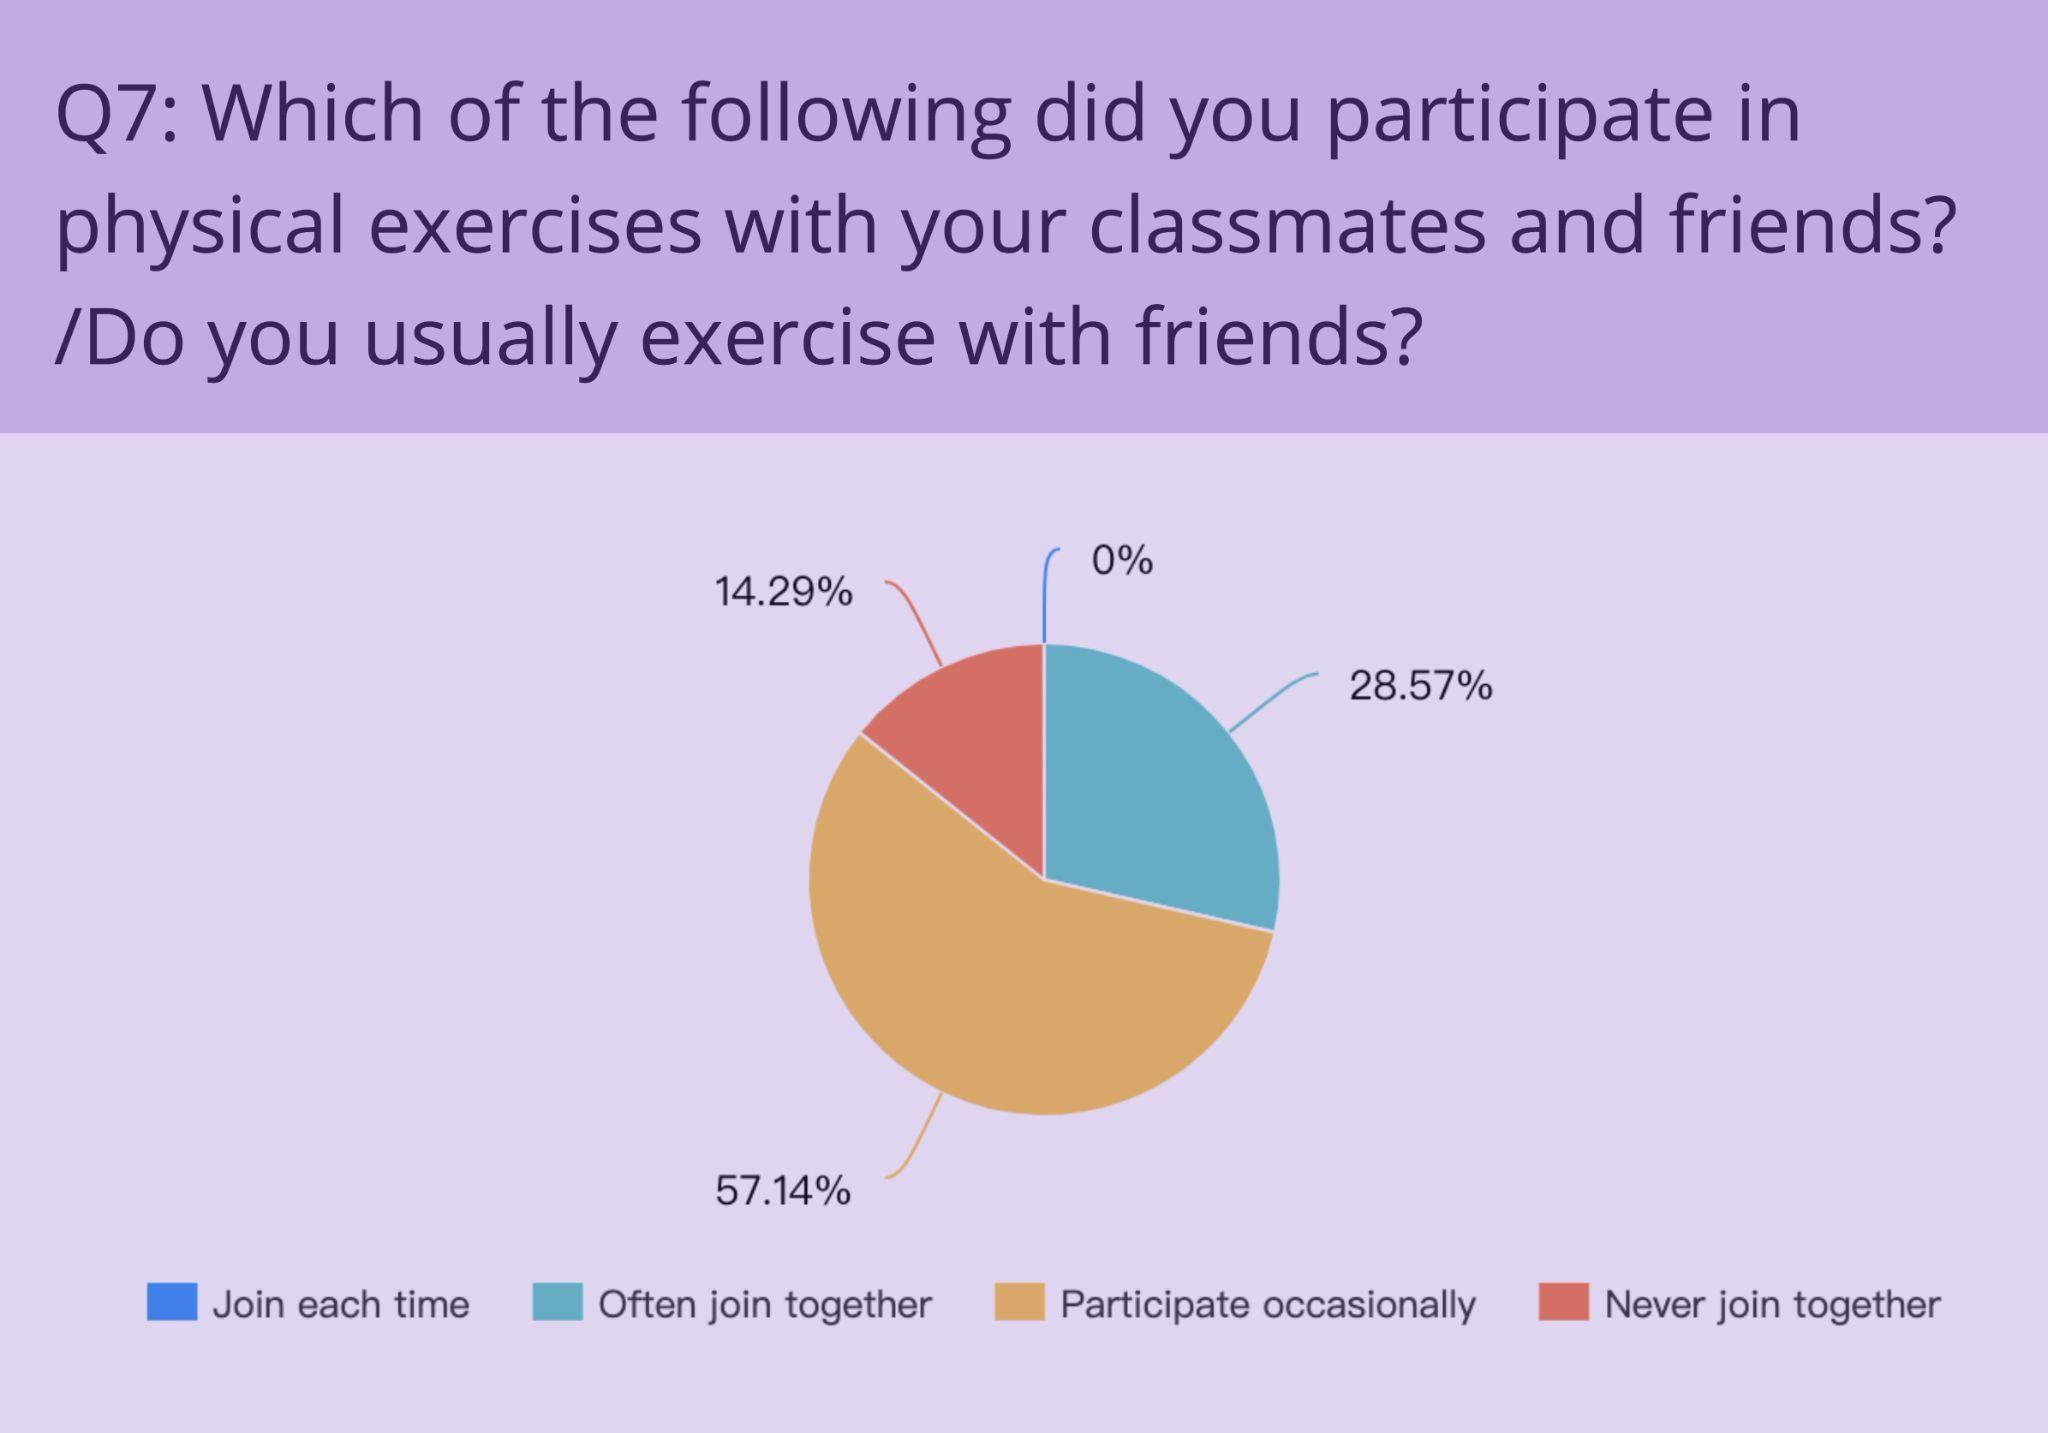 Q7: Which of the following did you participate in
physical exercises with your classmates and friends?
/Do you usually exercise with friends?
0%
14.29%
28.57%
57.14%
Join each time
Often join together
Participate occasionally
Never join together